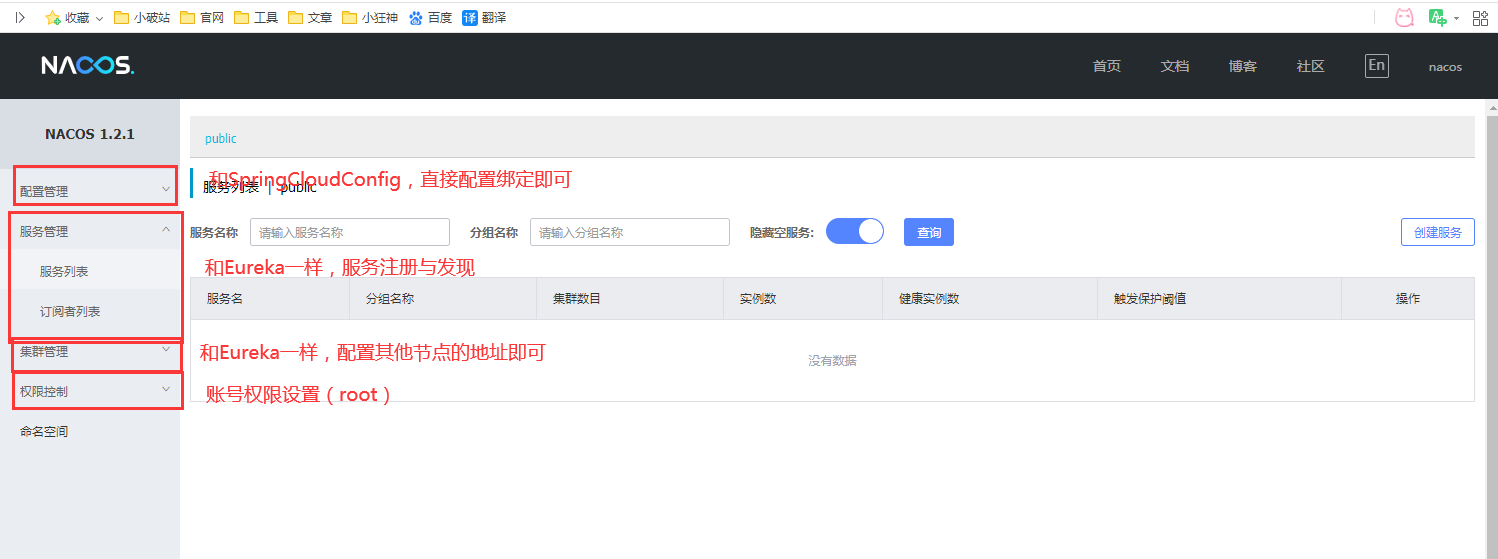 收藏 小破站 官网 工具 文章 小狂神 百度 译 翻译
NACOS. 首页 文档 博客 社区 En nacos
NACOS 1.2.1
public
配置管理
和SpringCloudConfig，直接配置绑定即可
服务列表 | public
服务管理
服务名称 请输入服务名称 分组名称 请输入分组名称 隐藏空服务: 查询 创建服务
服务列表
和Eureka一样，服务注册与发现
服务名 分组名称 集群数目 实例数 健康实例数 触发保护阈值 操作
订阅者列表
集群管理
和Eureka一样，配置其他节点的地址即可
没有数据
权限控制
账号权限设置（root）
命名空间